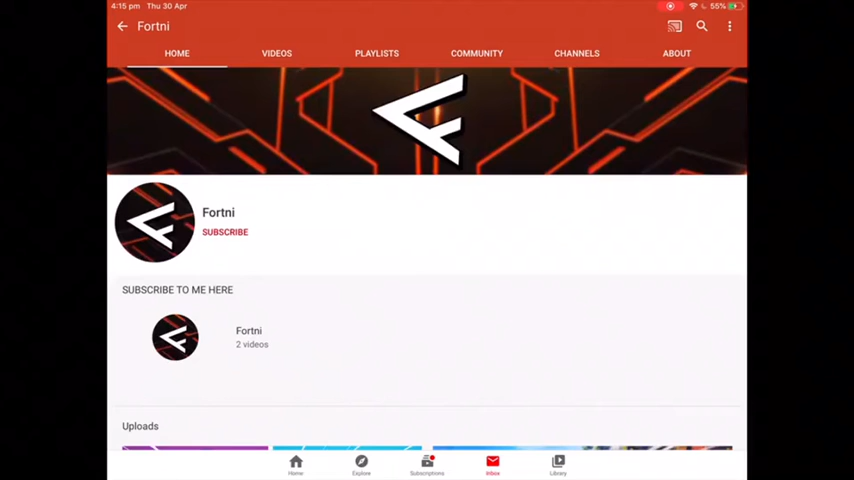 4:15 pm Thu 30 Apr
55%
Fortni
HOME VIDEOS PLAYLISTS COMMUNITY CHANNELS ABOUT
Fortni
SUBSCRIBE
SUBSCRIBE TO ME HERE
Fortni
2 videos
Uploads
Home Explore Subscriptions Inbox Library